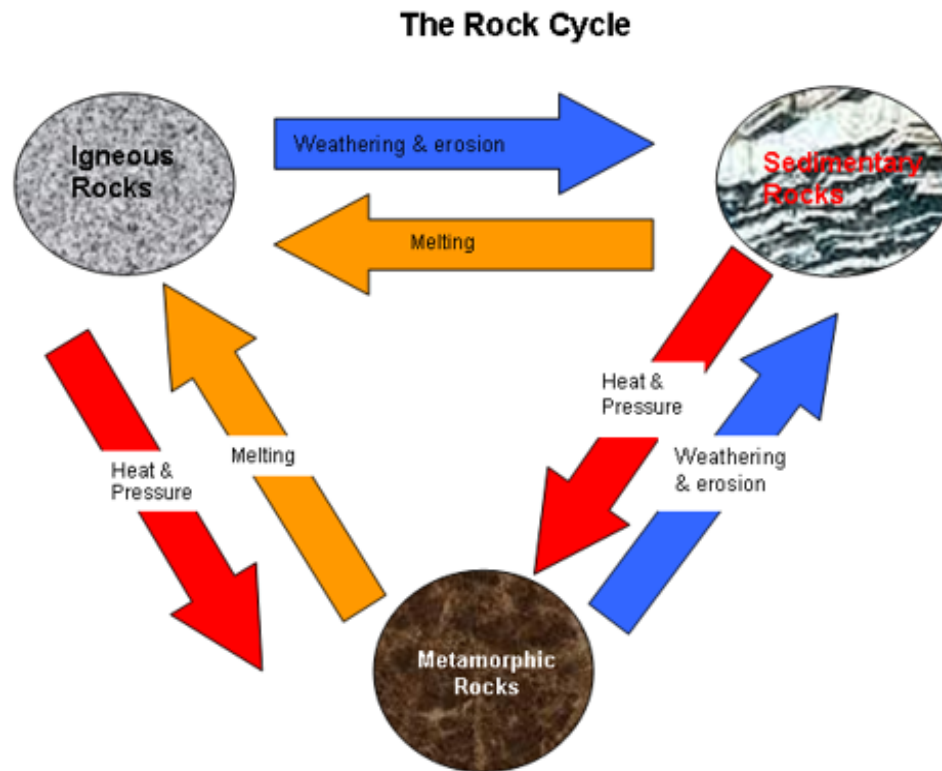 The Rock Cycle
Igneous
Rocks
Weathering & erosion
Sedimentary
Rocks
Melting
Heat &
Pressure
Melting
Heat &
Pressure
Weathering
& erosion
Metamorphic
Rocks